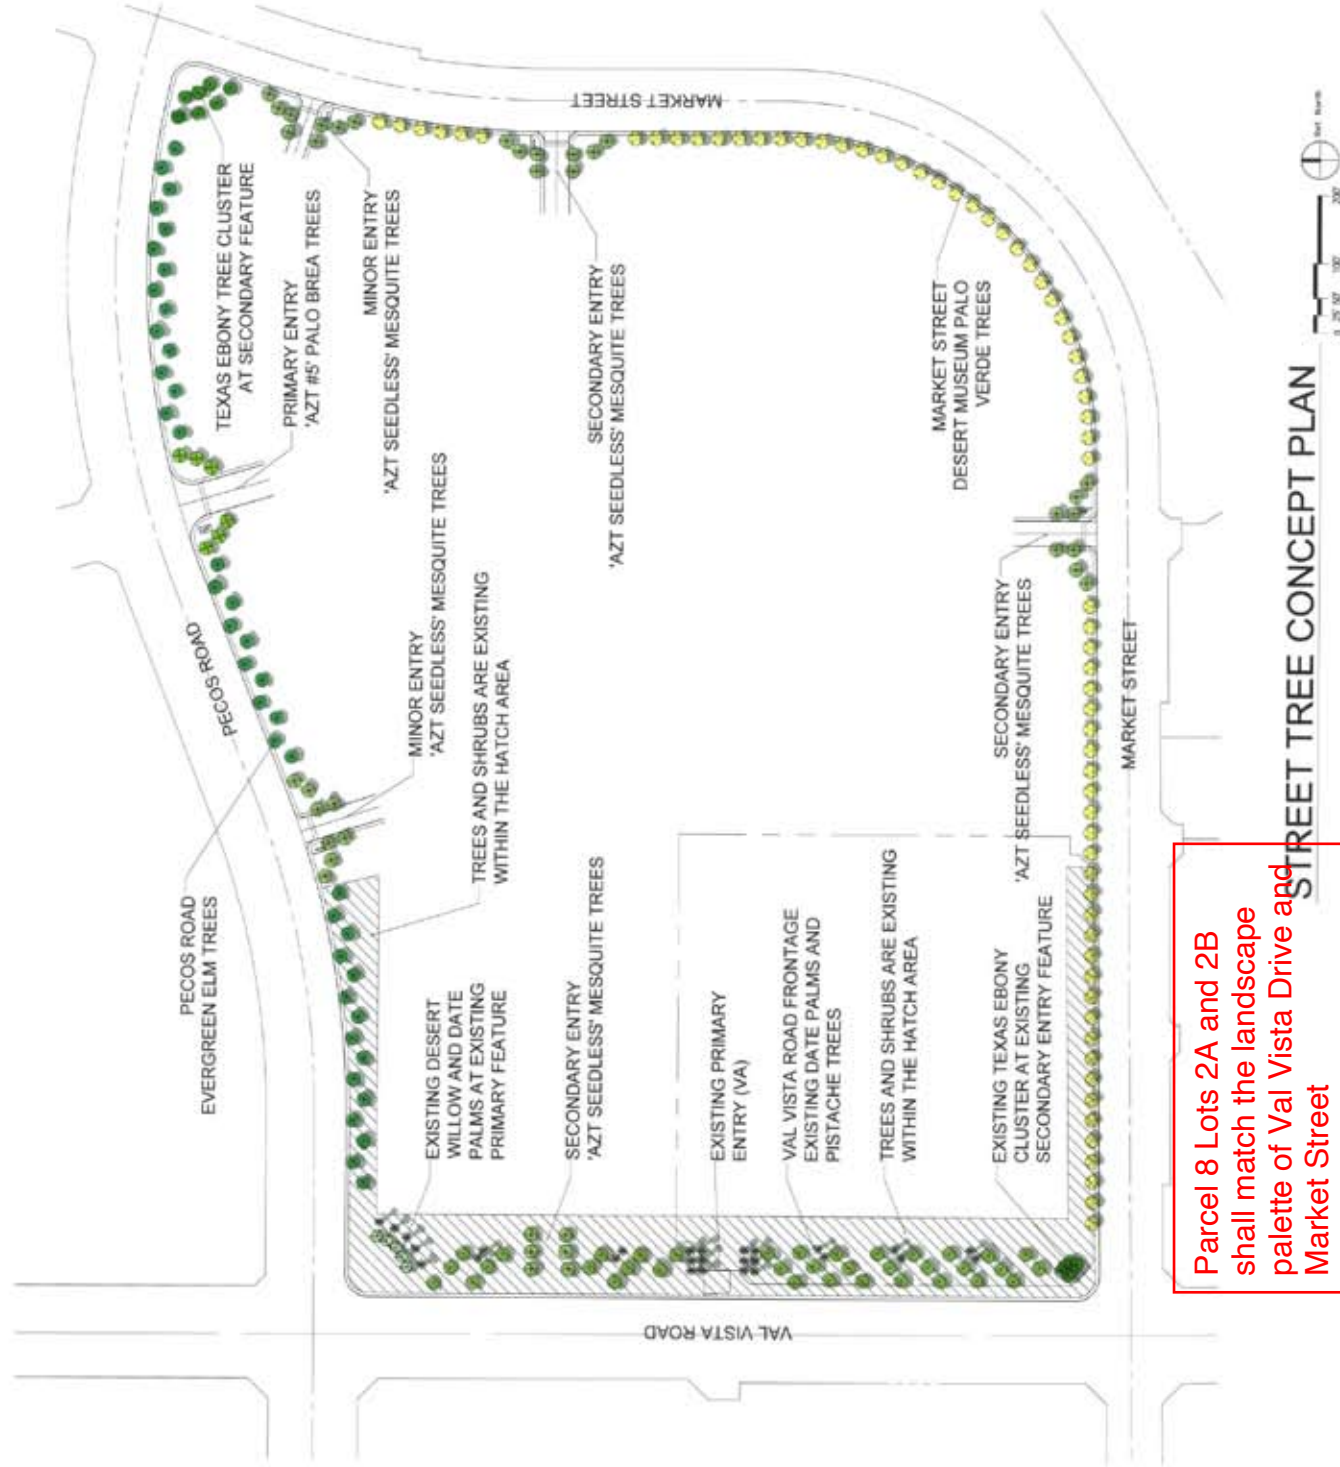 MARKET STREET
TEXAS EBONY TREE CLUSTER
AT SECONDARY FEATURE
PRIMARY ENTRY
'AZT #5' PALO BREA TREES
MINOR ENTRY
'AZT SEEDLESS' MESQUITE TREES
SECONDARY ENTRY
'AZT SEEDLESS' MESQUITE TREES
MARKET STREET
DESERT MUSEUM PALO
VERDE TREES
PECOS ROAD
MINOR ENTRY
'AZT SEEDLESS' MESQUITE TREES
TREES AND SHRUBS ARE EXISTING
WITHIN THE HATCH AREA
SECONDARY ENTRY
'AZT SEEDLESS' MESQUITE TREES
MARKET STREET
PECOS ROAD
EVERGREEN ELM TREES
EXISTING DESERT
WILLOW AND DATE
PALMS AT EXISTING
PRIMARY FEATURE
SECONDARY ENTRY
'AZT SEEDLESS' MESQUITE TREES
EXISTING PRIMARY
ENTRY (VA)
VAL VISTA ROAD FRONTAGE
EXISTING DATE PALMS AND
PISTACHE TREES
TREES AND SHRUBS ARE EXISTING
WITHIN THE HATCH AREA
EXISTING TEXAS EBONY
CLUSTER AT EXISTING
SECONDARY ENTRY FEATURE
VAL VISTA ROAD
STREET TREE CONCEPT PLAN
0 25' 50' 100' 200'
Parcel 8 Lots 2A and 2B
shall match the landscape
palette of Val Vista Drive and
Market Street